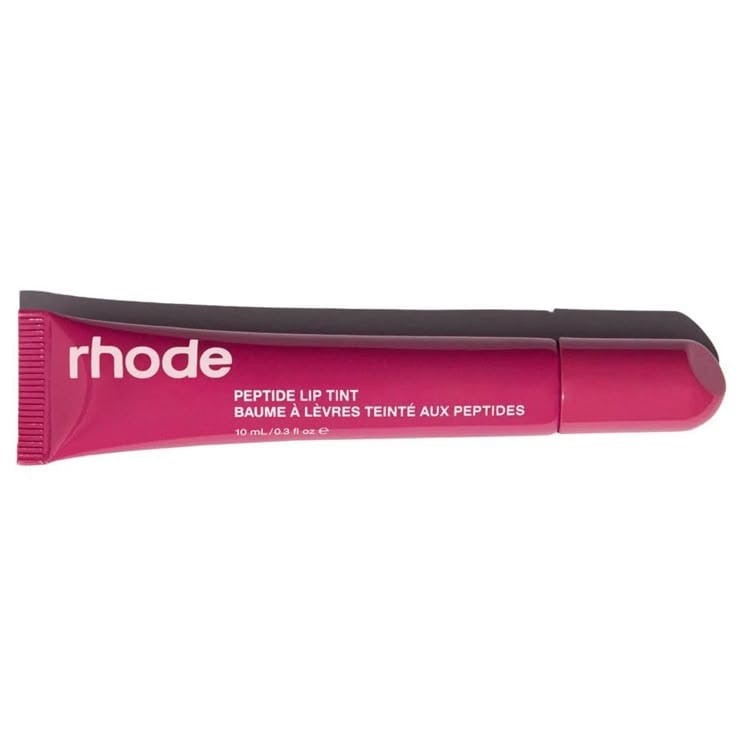 rhode
PEPTIDE LIP TINT
BAUME À LÈVRES TEINTÉ AUX PEPTIDES
10 mL/0.3 fl oz ℮